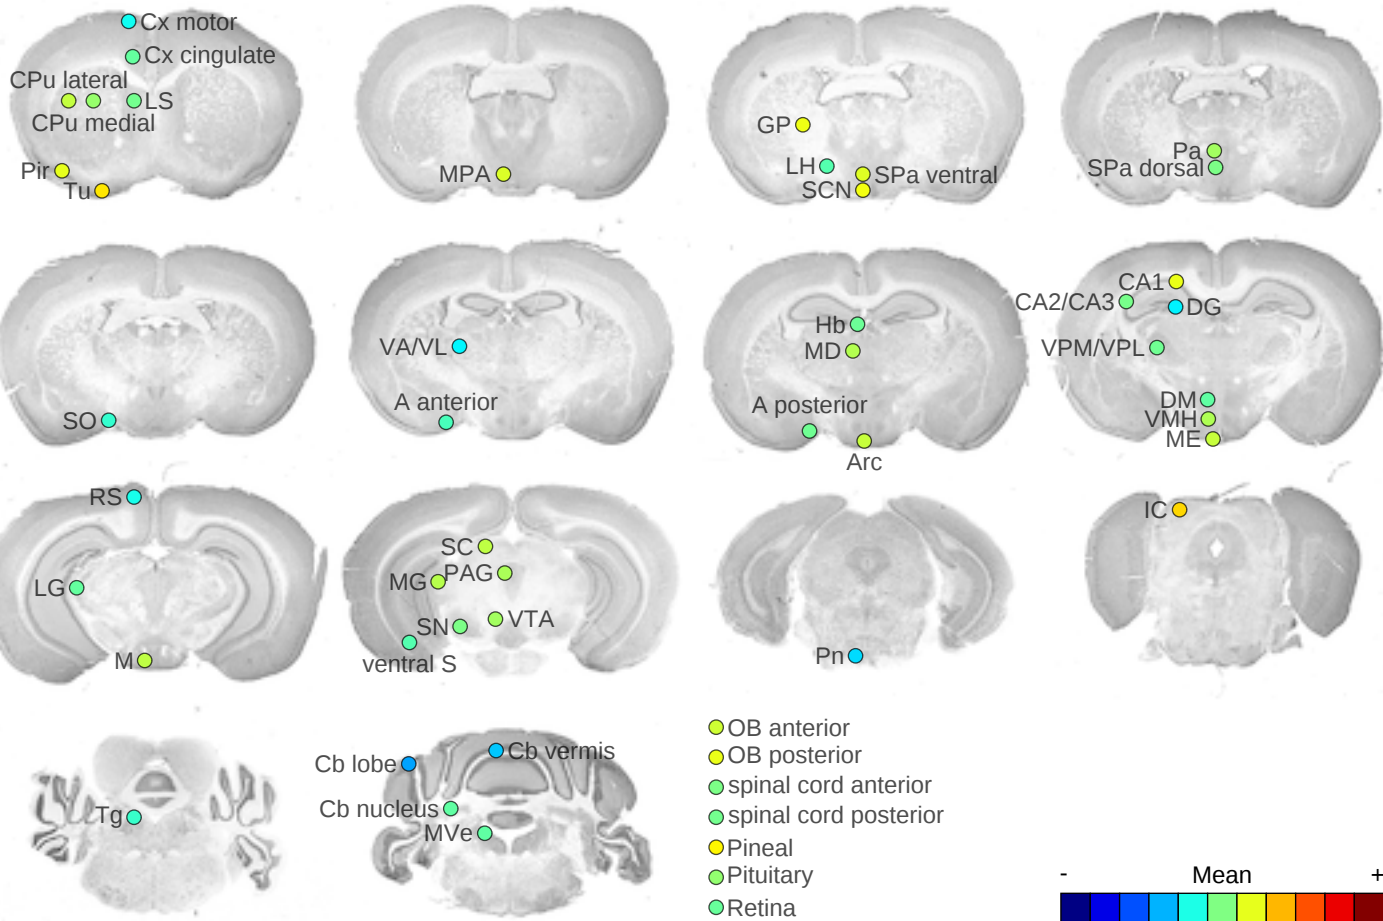 Cx motor
Cx cingulate
CPu lateral
LS
CPu medial
Pir
Tu
MPA
GP
LH
SPa ventral
SCN
Pa
SPa dorsal
SO
VA/VL
A anterior
Hb
MD
A posterior
Arc
CA1
CA2/CA3
DG
VPM/VPL
DM
VMH
ME
RS
LG
M
SC
MG
PAG
SN
VTA
ventral S
Pn
IC
Tg
Cb lobe
Cb vermis
Cb nucleus
MVe
OB anterior
OB posterior
spinal cord anterior
spinal cord posterior
Pineal
Pituitary
Retina
- Mean +